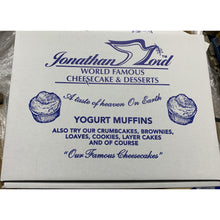 Jonathan Lord™
WORLD FAMOUS
CHEESECAKE & DESSERTS
A taste of heaven On Earth
YOGURT MUFFINS
ALSO TRY OUR CRUMBCAKES, BROWNIES,
LOAVES, COOKIES, LAYER CAKES
AND OF COURSE
"Our Famous Cheesecakes"